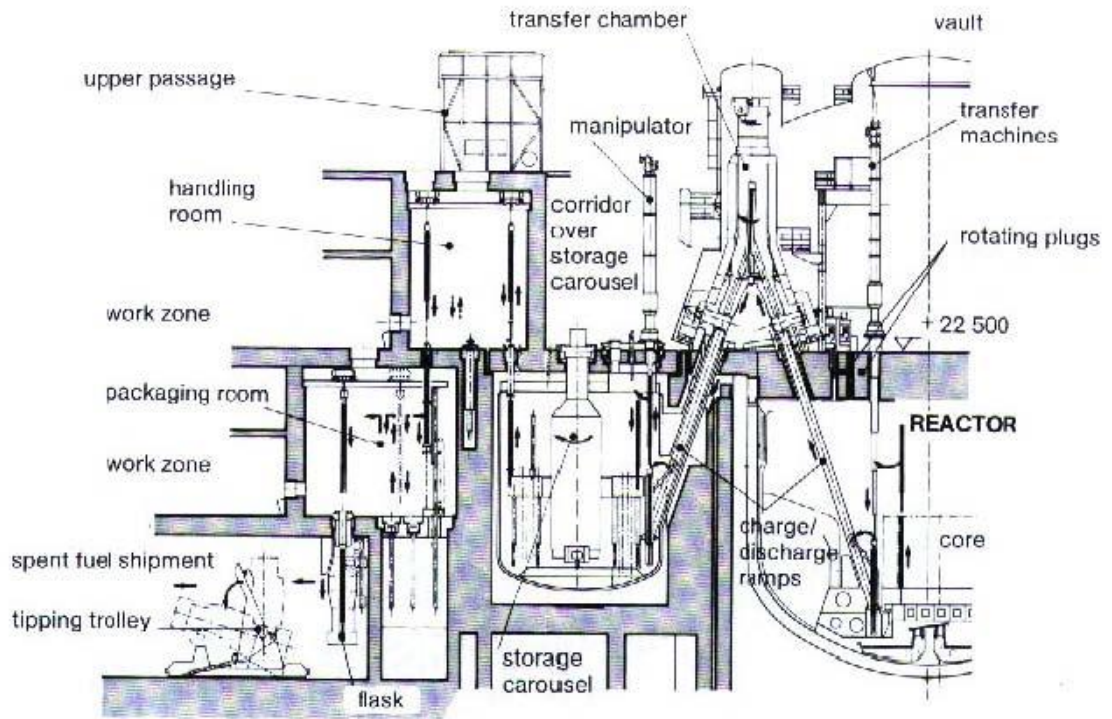 transfer chamber
vault
upper passage
manipulator
transfer
machines
handling
room
corridor
over
storage
carousel
rotating plugs
work zone
22 500
packaging room
REACTOR
work zone
charge/
discharge
ramps
core
spent fuel shipment
tipping trolley
storage
carousel
flask